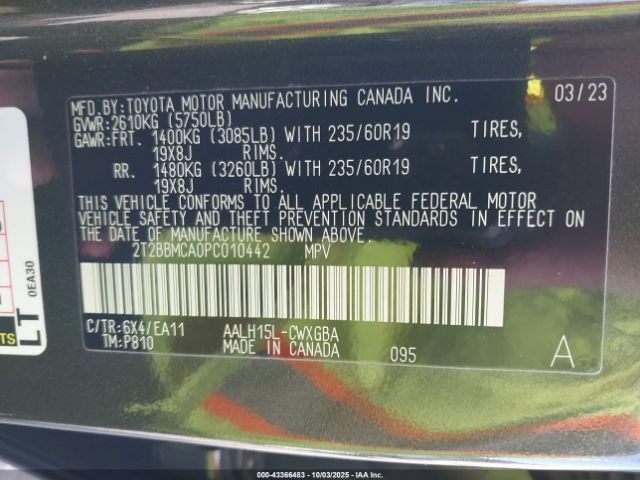 MFD.BY:TOYOTA MOTOR MANUFACTURING CANADA INC. 03/23
GVWR:2610KG (5750LB)
GAWR:FRT. 1400KG (3085LB) WITH 235/60R19 TIRES,
19X8J RIMS.
RR. 1480KG (3260LB) WITH 235/60R19 TIRES,
19X8J RIMS.
THIS VEHICLE CONFORMS TO ALL APPLICABLE FEDERAL MOTOR
VEHICLE SAFETY AND THEFT PREVENTION STANDARDS IN EFFECT ON
THE DATE OF MANUFACTURE SHOWN ABOVE.
2T2BBMCA0PC010442 MPV
C/TR:6X4/EA11 AALH15L-CWXGBA
TM:P810 MADE IN CANADA 095 A
LT
0EA30
000-43366483 - 10/03/2025 - IAA Inc.